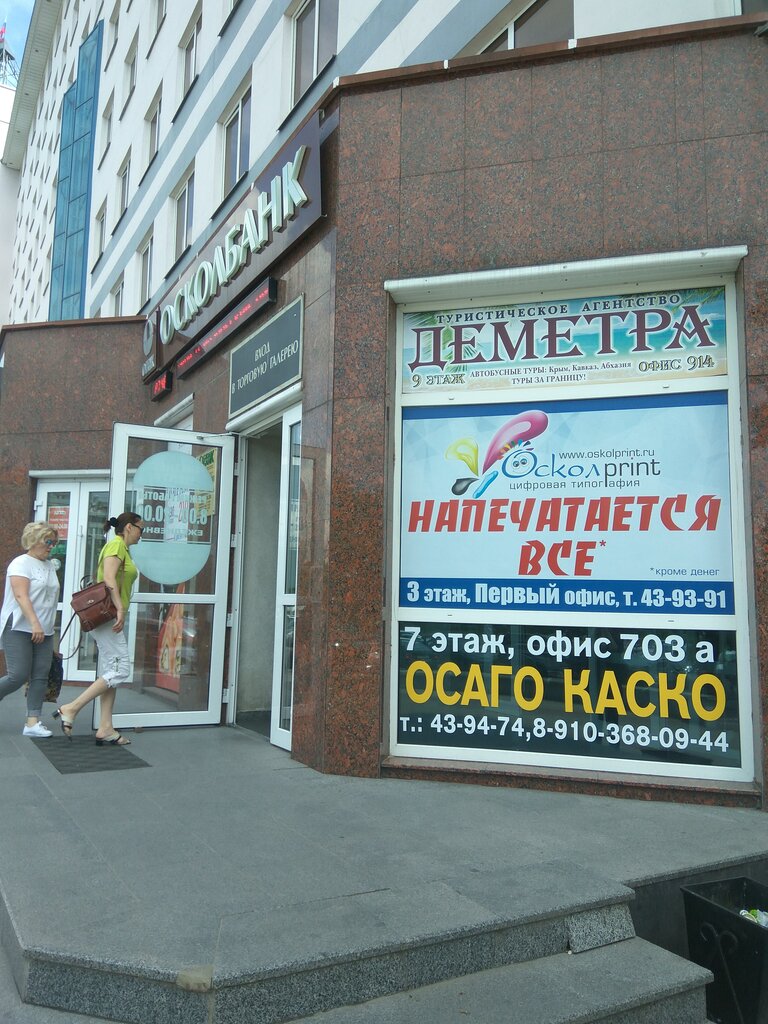 ОСКОЛБАНК
ВХОД
В ТОРГОВУЮ ГАЛЕРЕЮ
ТУРИСТИЧЕСКОЕ АГЕНТСТВО
ДЕМЕТРА
9 ЭТАЖ
АВТОБУСНЫЕ ТУРЫ: Крым, Кавказ, Абхазия
ТУРЫ ЗА ГРАНИЦУ!
ОФИС 914
www.oskolprint.ru
Осколprint
цифровая типография
НАПЕЧАТАЕТСЯ
ВСЕ*
*кроме денег
3 этаж, Первый офис, т. 43-93-91
7 этаж, офис 703 а
ОСАГО КАСКО
т.: 43-94-74,8-910-368-09-44